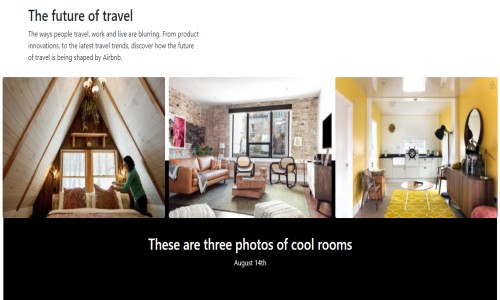 The future of travel
The ways people travel, work and live are blurring. From product
innovations, to the latest travel trends, discover how the future
of travel is being shaped by Airbnb.
These are three photos of cool rooms
August 14th